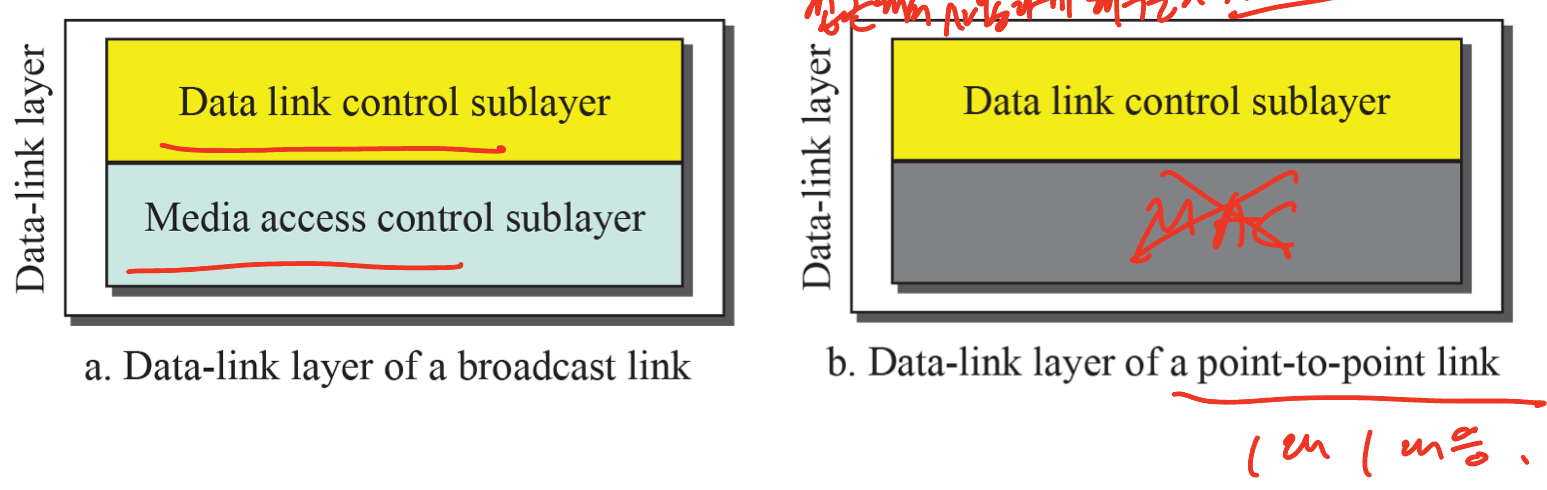 Data-link layer
Data link control sublayer
Media access control sublayer
a. Data-link layer of a broadcast link
Data-link layer
Data link control sublayer
MAC
b. Data-link layer of a point-to-point link
1대1 대응.